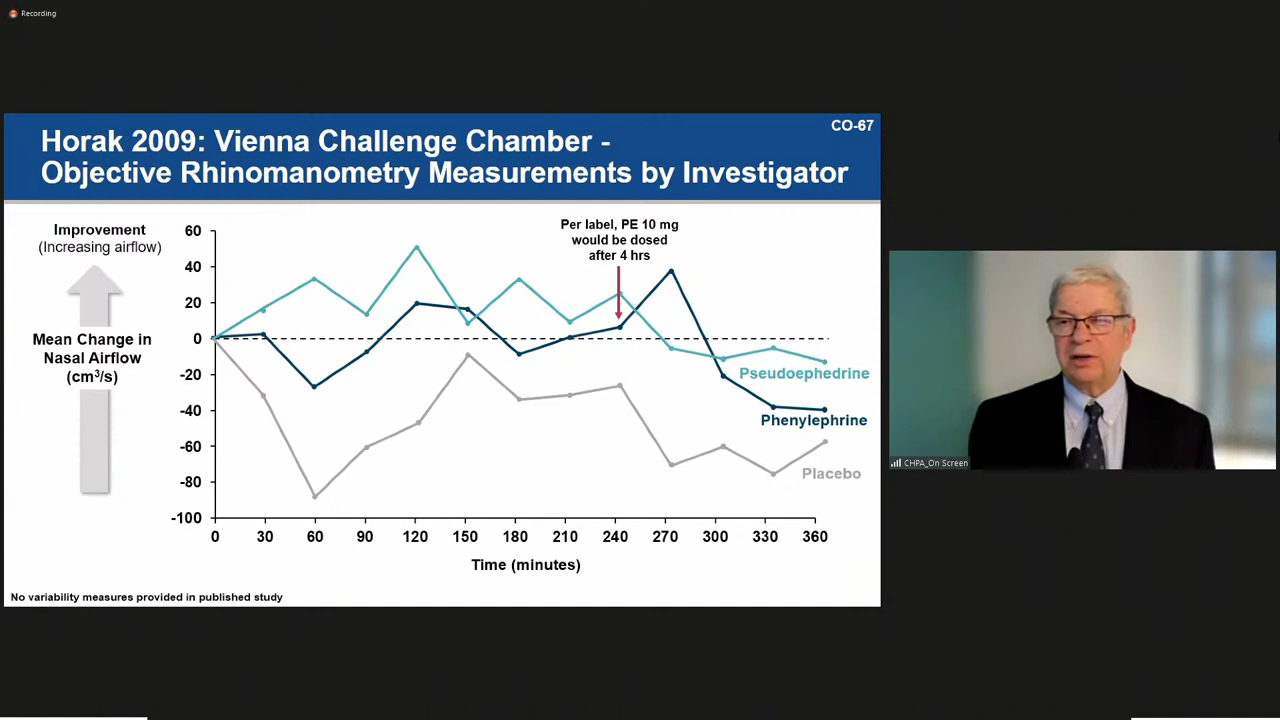 Recording
CO-67
Horak 2009: Vienna Challenge Chamber -
Objective Rhinomanometry Measurements by Investigator
Improvement
(Increasing airflow)
Mean Change in
Nasal Airflow
(cm³/s)
Per label, PE 10 mg
would be dosed
after 4 hrs
60
40
20
0
-20
-40
-60
-80
-100
Pseudoephedrine
Phenylephrine
Placebo
0 30 60 90 120 150 180 210 240 270 300 330 360
Time (minutes)
No variability measures provided in published study
CHPA_On Screen